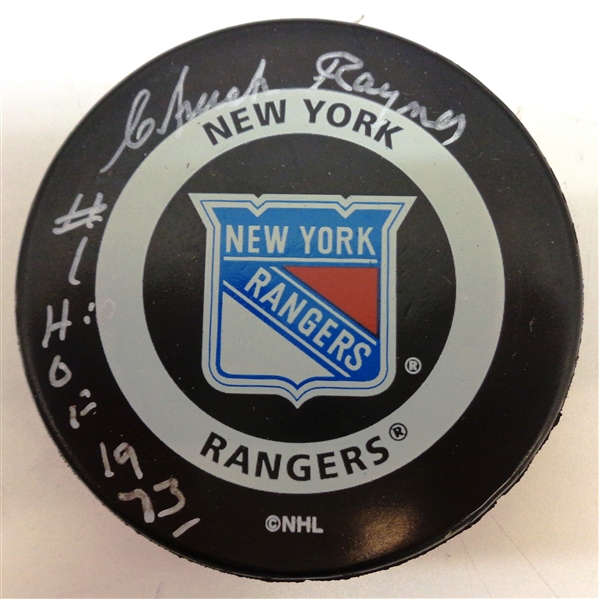 Chuck Rayner
NEW YORK
NEW YORK
RANGERS ®
RANGERS®
©NHL
#1
HOF
1973